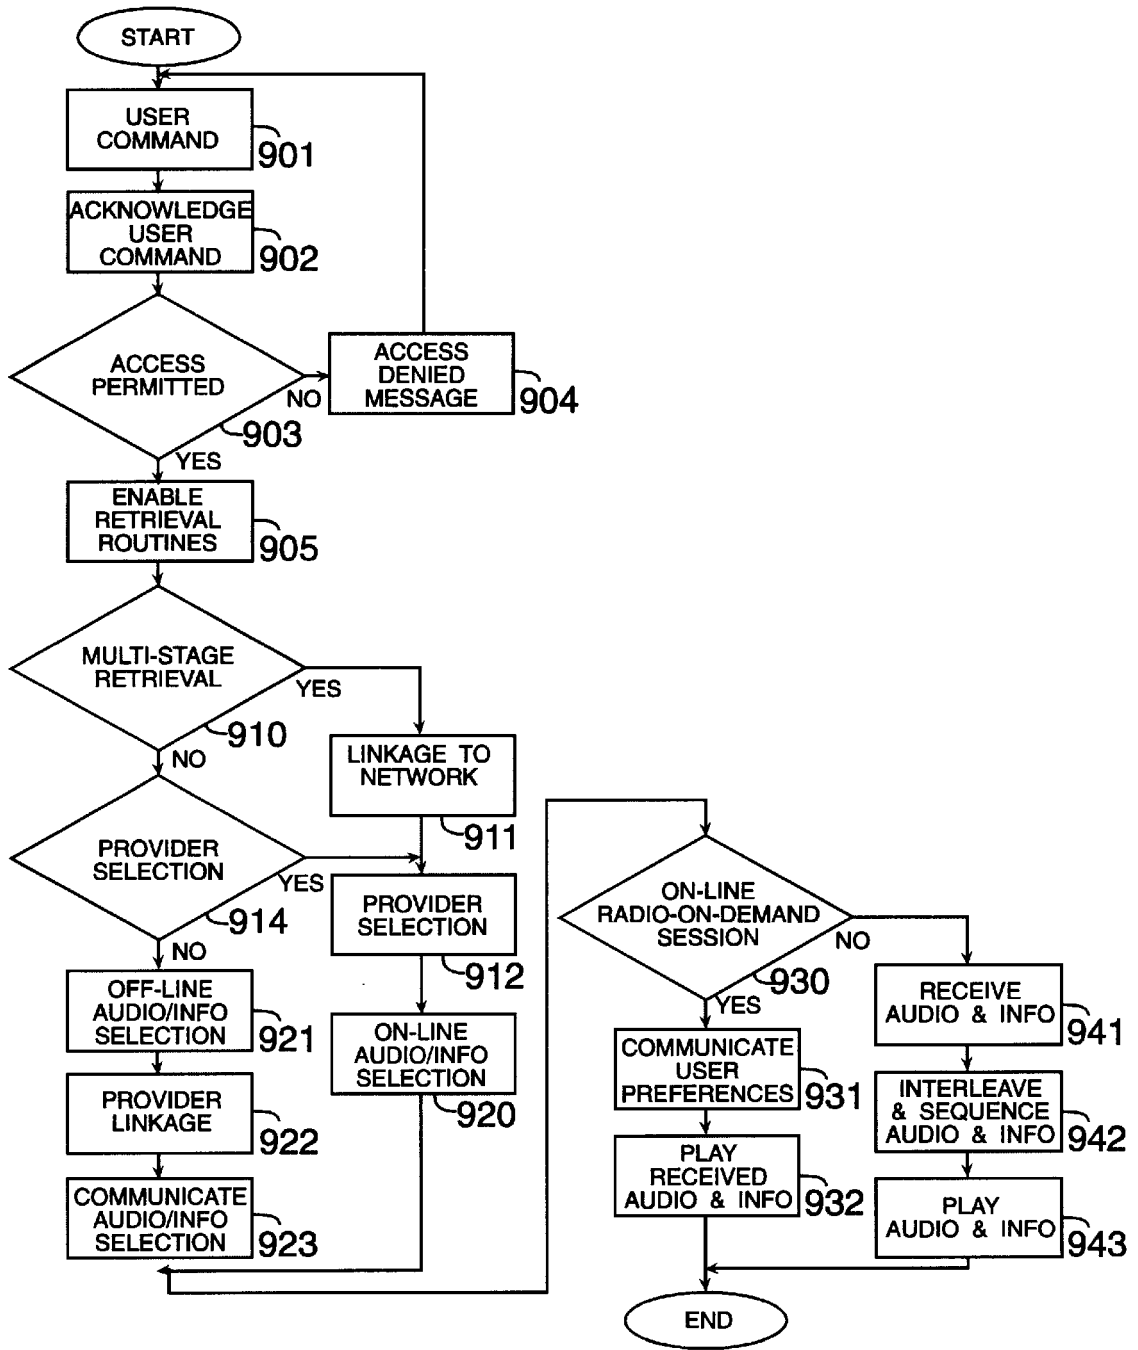 START
USER
COMMAND
901
ACKNOWLEDGE
USER
COMMAND
902
ACCESS
PERMITTED
903
NO
ACCESS
DENIED
MESSAGE
904
YES
ENABLE
RETRIEVAL
ROUTINES
905
MULTI-STAGE
RETRIEVAL
910
YES
NO
LINKAGE TO
NETWORK
911
PROVIDER
SELECTION
914
YES
NO
PROVIDER
SELECTION
912
OFF-LINE
AUDIO/INFO
SELECTION
921
ON-LINE
AUDIO/INFO
SELECTION
920
PROVIDER
LINKAGE
922
COMMUNICATE
AUDIO/INFO
SELECTION
923
ON-LINE
RADIO-ON-DEMAND
SESSION
930
NO
YES
COMMUNICATE
USER
PREFERENCES
931
PLAY
RECEIVED
AUDIO & INFO
932
RECEIVE
AUDIO & INFO
941
INTERLEAVE
& SEQUENCE
AUDIO & INFO
942
PLAY
AUDIO & INFO
943
END